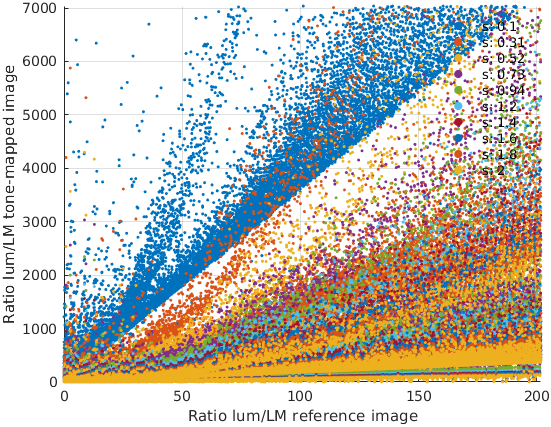 7000
6000
5000
4000
3000
2000
1000
0
0 50 100 150 200
Ratio lum/LM tone-mapped image
Ratio lum/LM reference image
s: 0.1
s: 0.31
s: 0.52
s: 0.73
s: 0.94
s: 1.2
s: 1.4
s: 1.6
s: 1.8
s: 2